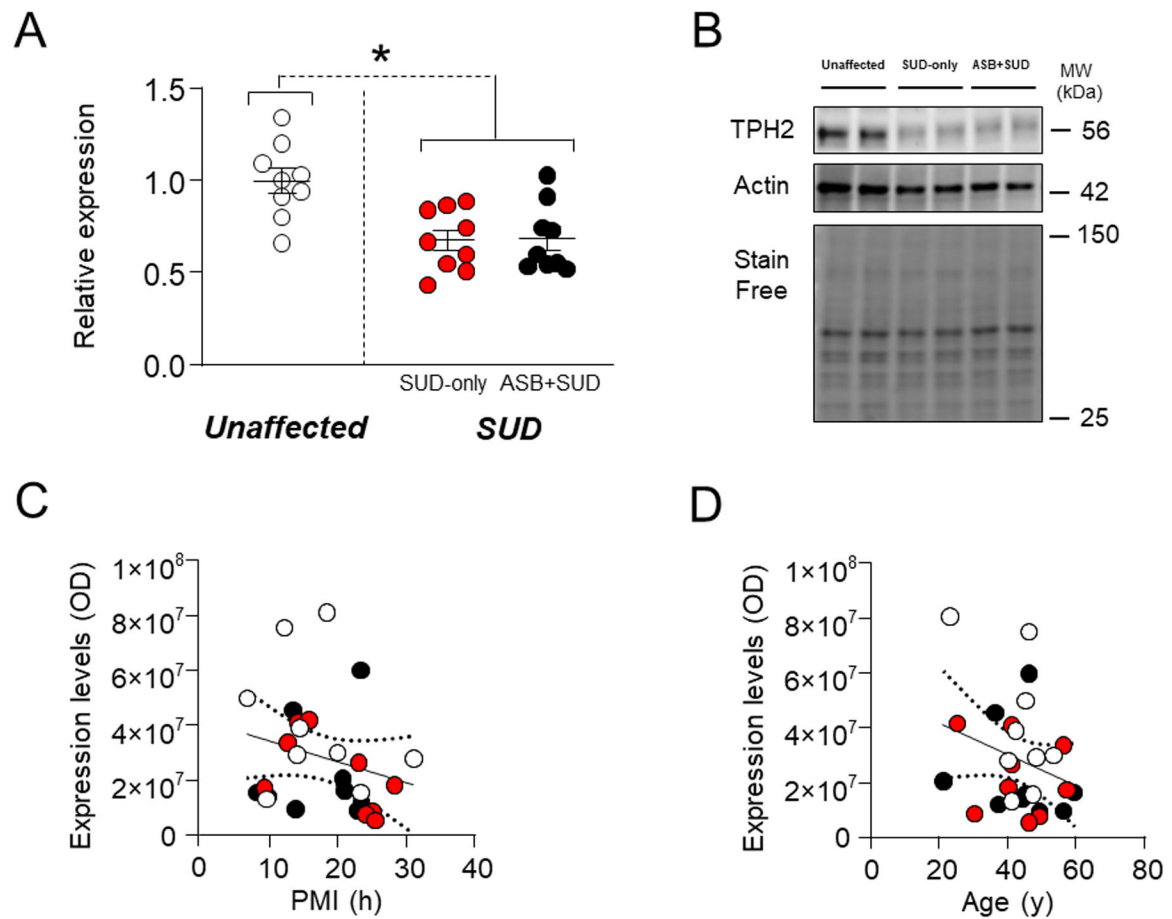 A
*
1.5
1.0
0.5
0.0
Relative expression
SUD-only ASB+SUD
Unaffected SUD
B
Unaffected SUD-only ASB+SUD
MW
(kDa)
TPH2
56
Actin
42
150
Stain
Free
25
C
Expression levels (OD)
1×10⁸
8×10⁷
6×10⁷
4×10⁷
2×10⁷
0
0 10 20 30 40
PMI (h)
D
Expression levels (OD)
1×10⁸
8×10⁷
6×10⁷
4×10⁷
2×10⁷
0
0 20 40 60 80
Age (y)